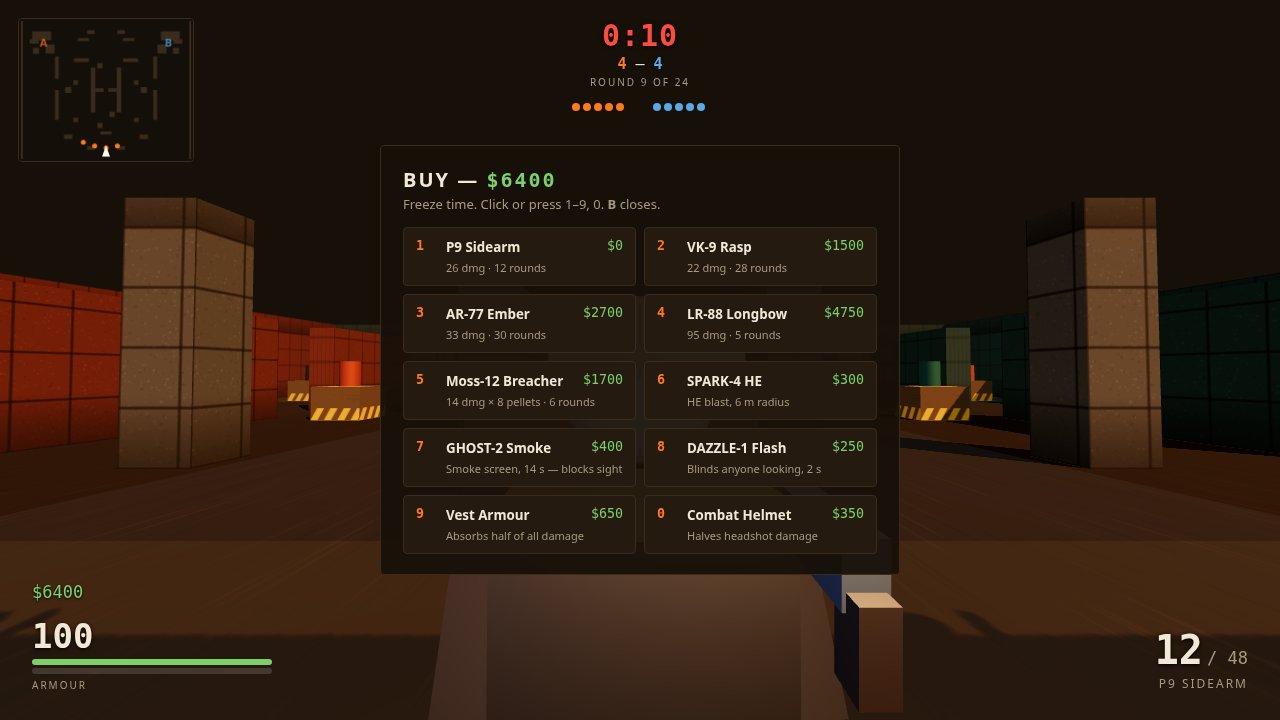 A
B
0:10
4 — 4
ROUND 9 OF 24
BUY — $6400
Freeze time. Click or press 1–9, 0. B closes.
1 P9 Sidearm $0
26 dmg · 12 rounds
2 VK-9 Rasp $1500
22 dmg · 28 rounds
3 AR-77 Ember $2700
33 dmg · 30 rounds
4 LR-88 Longbow $4750
95 dmg · 5 rounds
5 Moss-12 Breacher $1700
14 dmg × 8 pellets · 6 rounds
6 SPARK-4 HE $300
HE blast, 6 m radius
7 GHOST-2 Smoke $400
Smoke screen, 14 s — blocks sight
8 DAZZLE-1 Flash $250
Blinds anyone looking, 2 s
9 Vest Armour $650
Absorbs half of all damage
0 Combat Helmet $350
Halves headshot damage
$6400
100
ARMOUR
12 / 48
P9 SIDEARM